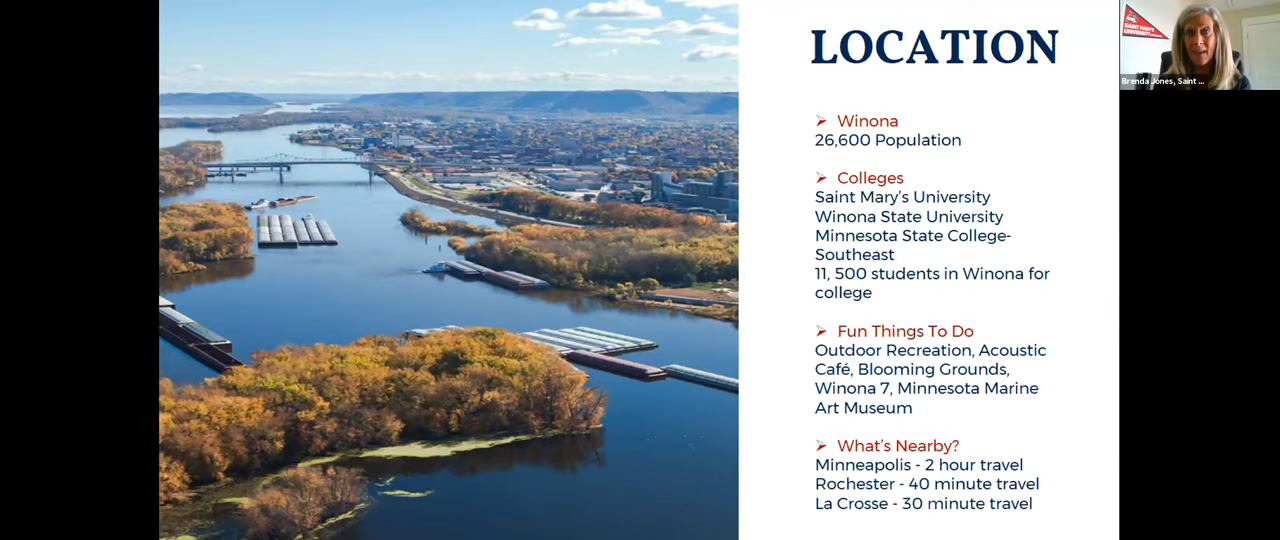 LOCATION
Winona
26,600 Population
Colleges
Saint Mary's University
Winona State University
Minnesota State College-
Southeast
11, 500 students in Winona for
college
Fun Things To Do
Outdoor Recreation, Acoustic
Café, Blooming Grounds,
Winona 7, Minnesota Marine
Art Museum
What's Nearby?
Minneapolis - 2 hour travel
Rochester - 40 minute travel
La Crosse - 30 minute travel
SAINT MARY'S
UNIVERSITY
Brenda Jones, Saint ...